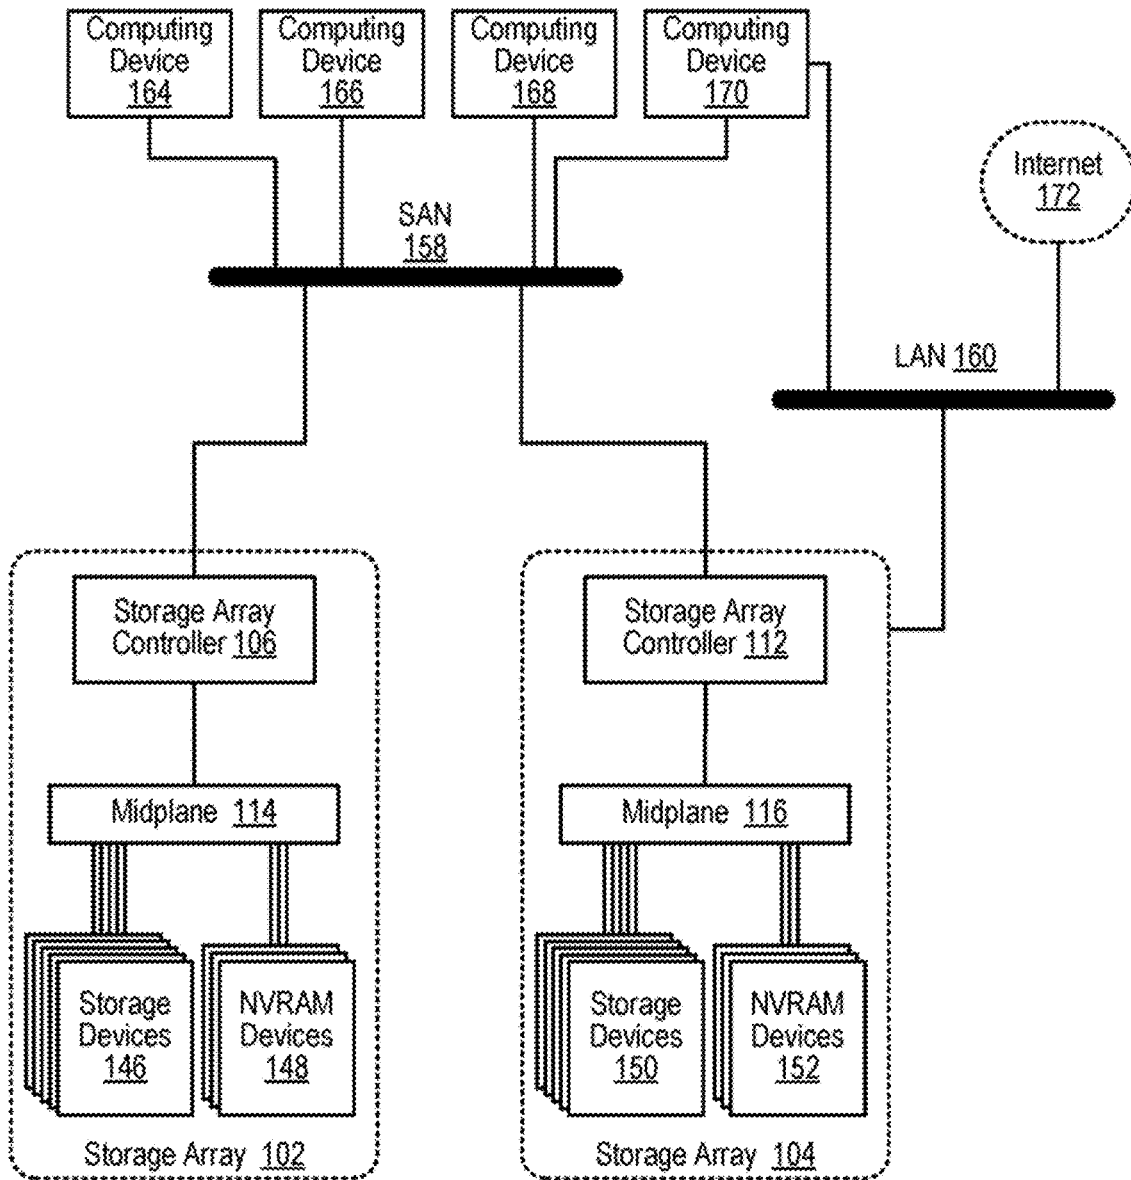 Computing
Device
164
Computing
Device
166
Computing
Device
168
Computing
Device
170
Internet
172
SAN
158
LAN 160
Storage Array
Controller 106
Storage Array
Controller 112
Midplane 114
Midplane 116
Storage
Devices
146
NVRAM
Devices
148
Storage
Devices
150
NVRAM
Devices
152
Storage Array 102
Storage Array 104